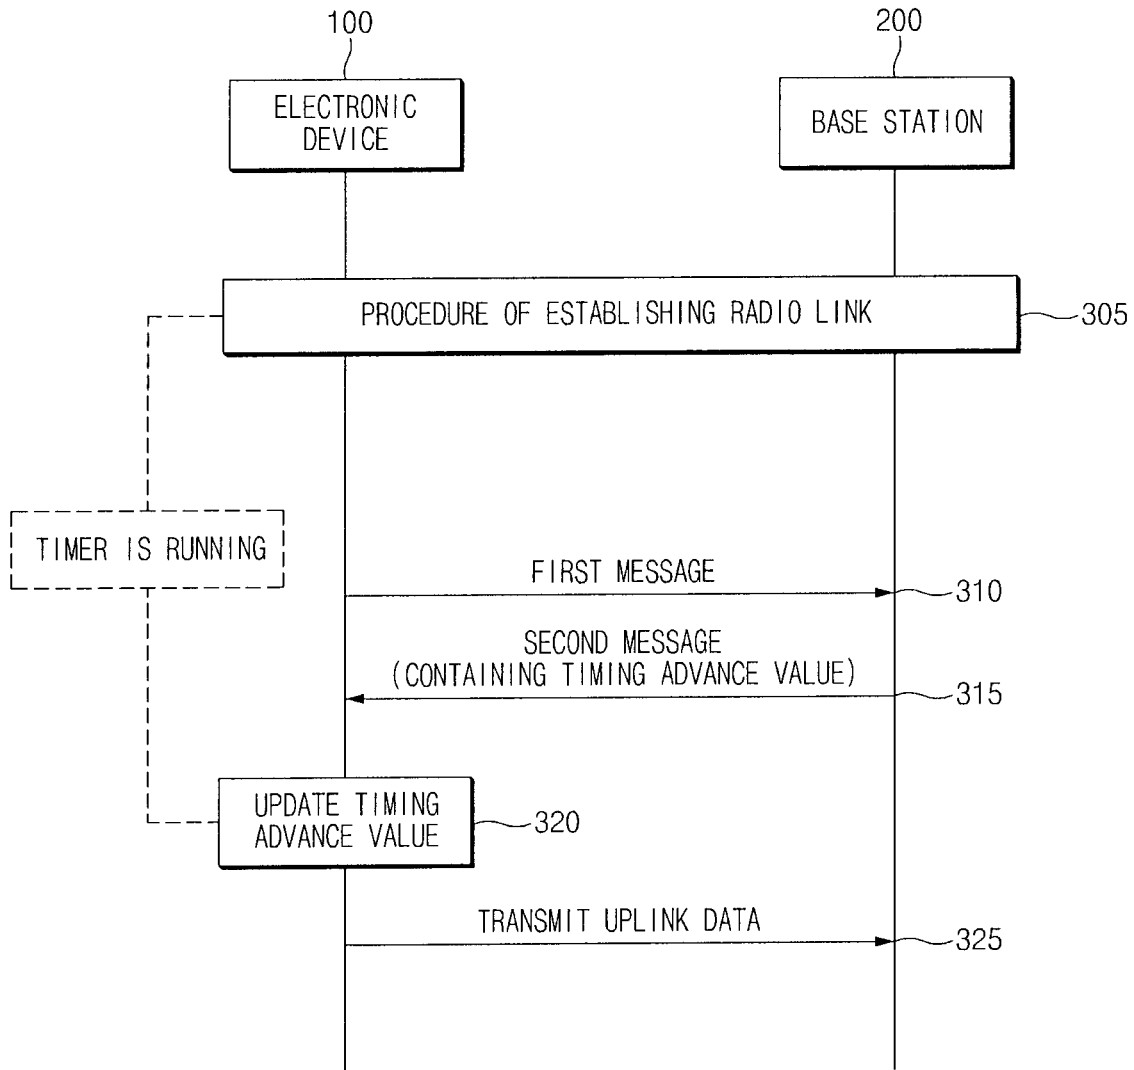 100
200
ELECTRONIC
DEVICE
BASE STATION
PROCEDURE OF ESTABLISHING RADIO LINK
305
TIMER IS RUNNING
FIRST MESSAGE
310
SECOND MESSAGE
(CONTAINING TIMING ADVANCE VALUE)
315
UPDATE TIMING
ADVANCE VALUE
320
TRANSMIT UPLINK DATA
325